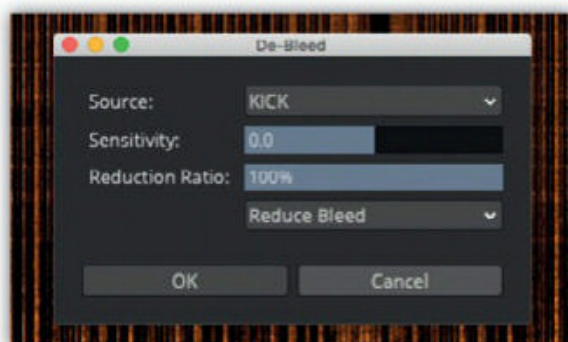 De-Bleed
Source: KICK
Sensitivity: 0.0
Reduction Ratio: 100%
Reduce Bleed
OK Cancel